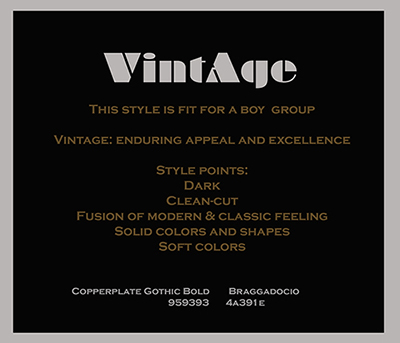 VintAge
This style is fit for a boy group
Vintage: enduring appeal and excellence
Style points:
Dark
Clean-cut
Fusion of modern & classic feeling
Solid colors and shapes
Soft colors
Copperplate Gothic Bold Braggadocio
959393 4a391e